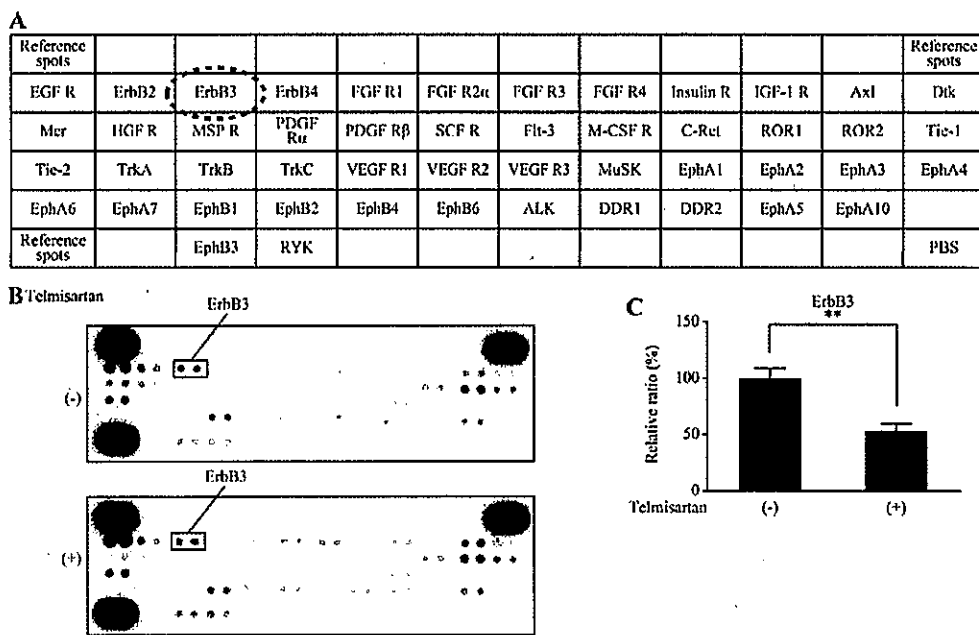 A
Reference spots Reference spots
EGF R ErbB2 ErbB3 ErbB4 FGF R1 FGF R2α FGF R3 FGF R4 Insulin R IGF-1 R Axl Dtk
Mer HGF R MSP R PDGF Rα PDGF Rβ SCF R Flt-3 M-CSF R C-Ret ROR1 ROR2 Tie-1
Tie-2 TrkA TrkB TrkC VEGF R1 VEGF R2 VEGF R3 MuSK EphA1 EphA2 EphA3 EphA4
EphA6 EphA7 EphB1 EphB2 EphB4 EphB6 ALK DDR1 DDR2 EphA5 EphA10
Reference spots EphB3 RYK PBS
B Telmisartan
ErbB3
(-)
ErbB3
(+)
C
ErbB3
**
150
100
50
0
Relative ratio (%)
Telmisartan (-) (+)